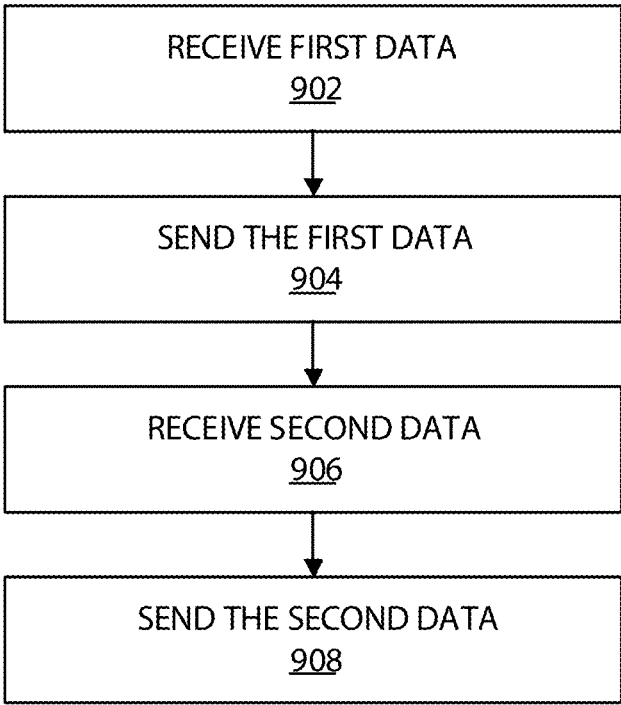 RECEIVE FIRST DATA
902
SEND THE FIRST DATA
904
RECEIVE SECOND DATA
906
SEND THE SECOND DATA
908